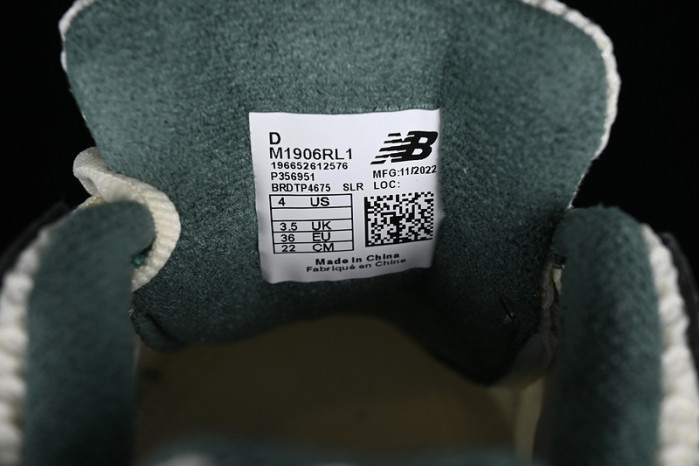 D
M1906RL1
196652612576
P356951
BRDTP4675 SLR
NB
MFG:11/2022
LOC:
4 US
3.5 UK
36 EU
22 CM
Made in China
Fabriqué en Chine